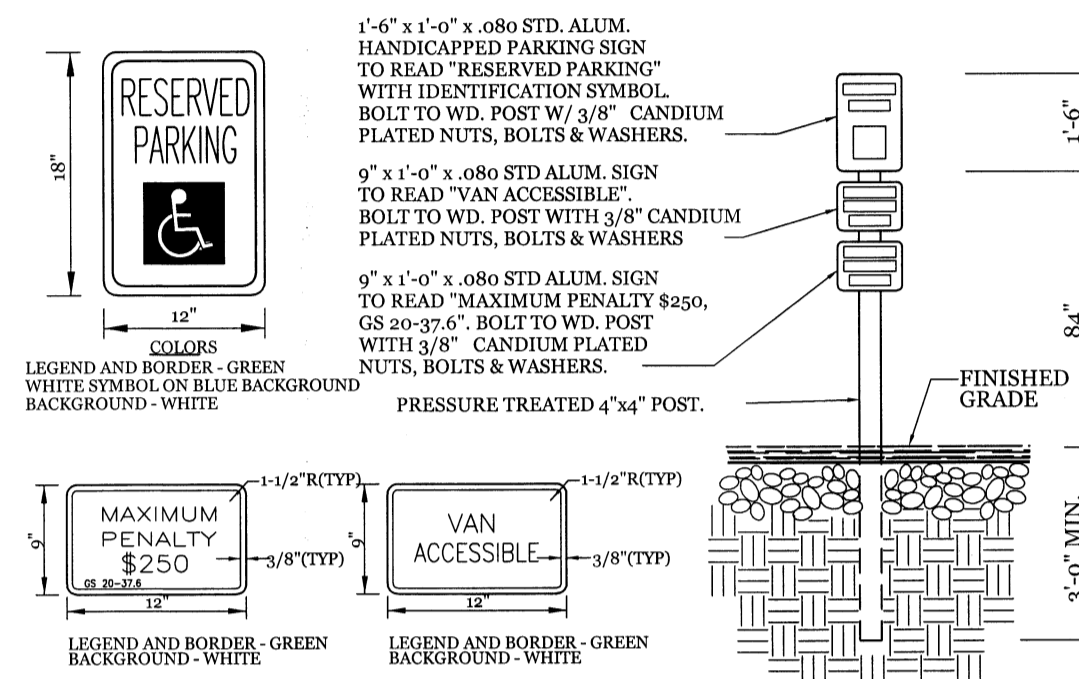 1'-6" x 1'-0" x .080 STD. ALUM.
HANDICAPPED PARKING SIGN
TO READ "RESERVED PARKING"
WITH IDENTIFICATION SYMBOL.
BOLT TO WD. POST W/ 3/8" CANDIUM
PLATED NUTS, BOLTS & WASHERS.
RESERVED
PARKING
18"
12"
COLORS
LEGEND AND BORDER - GREEN
WHITE SYMBOL ON BLUE BACKGROUND
BACKGROUND - WHITE
9" x 1'-0" x .080 STD ALUM. SIGN
TO READ "VAN ACCESSIBLE".
BOLT TO WD. POST WITH 3/8" CANDIUM
PLATED NUTS, BOLTS & WASHERS
9" x 1'-0" x .080 STD ALUM. SIGN
TO READ "MAXIMUM PENALTY $250,
GS 20-37.6". BOLT TO WD. POST
WITH 3/8" CANDIUM PLATED
NUTS, BOLTS & WASHERS.
PRESSURE TREATED 4"x4" POST.
1'-6"
84"
FINISHED
GRADE
3'-0" MIN.
MAXIMUM
PENALTY
$250
GS 20-37.6
9"
12"
1-1/2"R(TYP)
3/8"(TYP)
LEGEND AND BORDER - GREEN
BACKGROUND - WHITE
VAN
ACCESSIBLE
9"
12"
1-1/2"R(TYP)
3/8"(TYP)
LEGEND AND BORDER - GREEN
BACKGROUND - WHITE